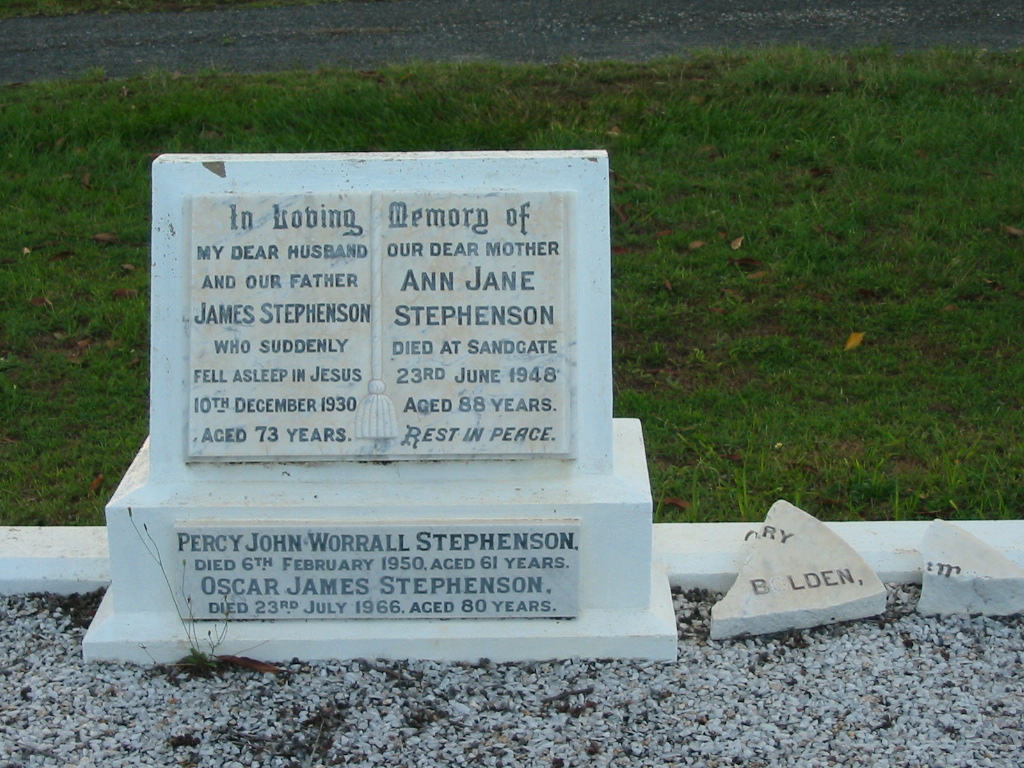 In Loving Memory of
MY DEAR HUSBAND
AND OUR FATHER
JAMES STEPHENSON
WHO SUDDENLY
FELL ASLEEP IN JESUS
10TH DECEMBER 1930
AGED 73 YEARS.
OUR DEAR MOTHER
ANN JANE
STEPHENSON
DIED AT SANDGATE
23RD JUNE 1948
AGED 88 YEARS.
REST IN PEACE.
PERCY JOHN WORRALL STEPHENSON,
DIED 6TH FEBRUARY 1950, AGED 61 YEARS.
OSCAR JAMES STEPHENSON,
DIED 23RD JULY 1966. AGED 80 YEARS.
RY
BOLDEN,